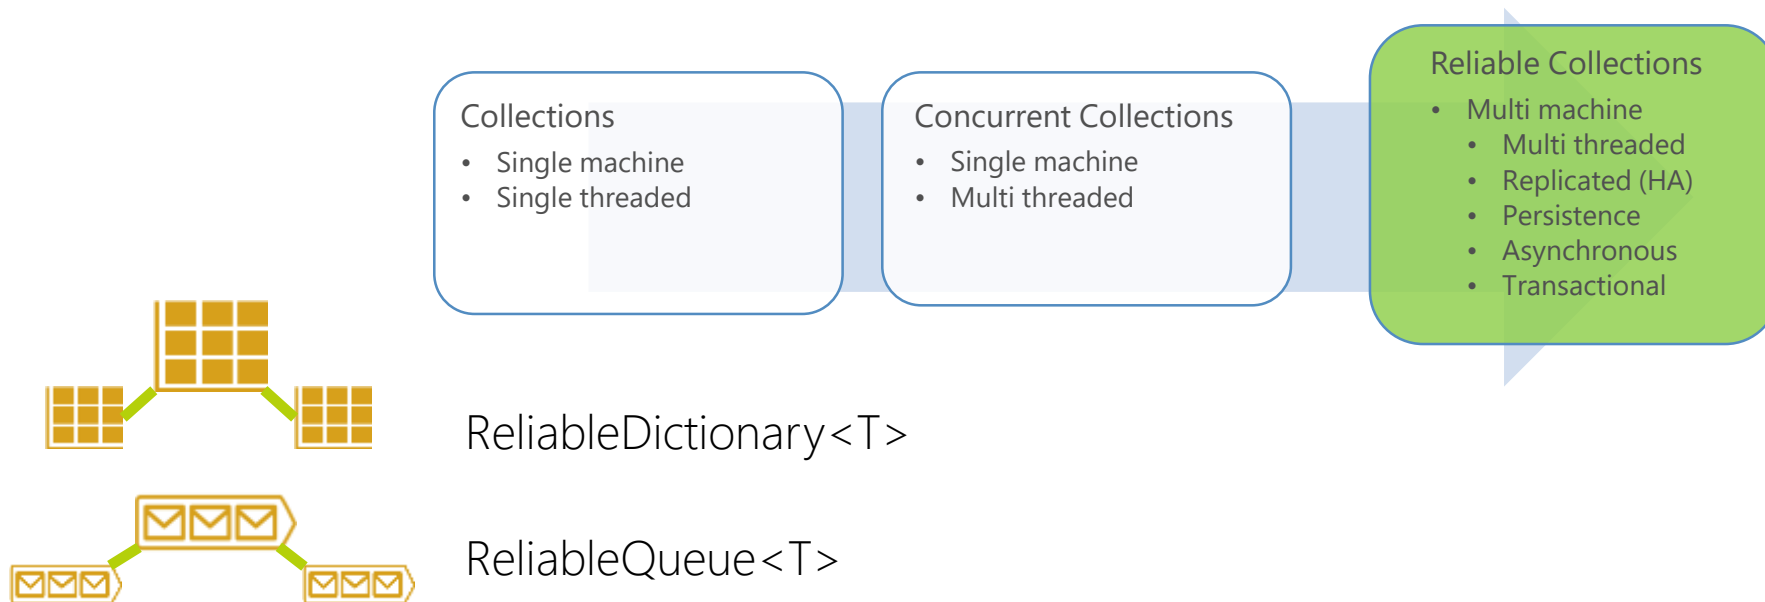 Collections
• Single machine
• Single threaded
Concurrent Collections
• Single machine
• Multi threaded
Reliable Collections
• Multi machine
• Multi threaded
• Replicated (HA)
• Persistence
• Asynchronous
• Transactional
ReliableDictionary<T>
ReliableQueue<T>